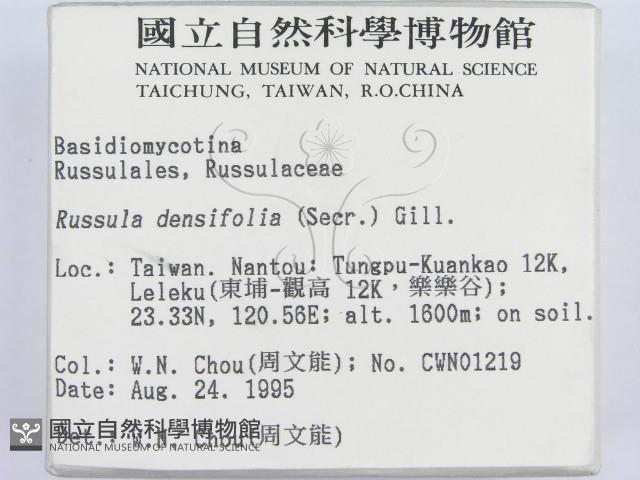 國立自然科學博物館
NATIONAL MUSEUM OF NATURAL SCIENCE
TAICHUNG, TAIWAN, R.O.CHINA
Basidiomycotina
Russulales, Russulaceae
Russula densifolia (Secr.) Gill.
Loc.: Taiwan. Nantou: Tungpu-Kuankao 12K,
Leleku(東埔-觀高 12K，樂樂谷);
23.33N, 120.56E; alt. 1600m; on soil.
Col.: W.N. Chou(周文能); No. CWN01219
Date: Aug. 24. 1995
Det.: W.N. Chou(周文能)
國立自然科學博物館
NATIONAL MUSEUM OF NATURAL SCIENCE